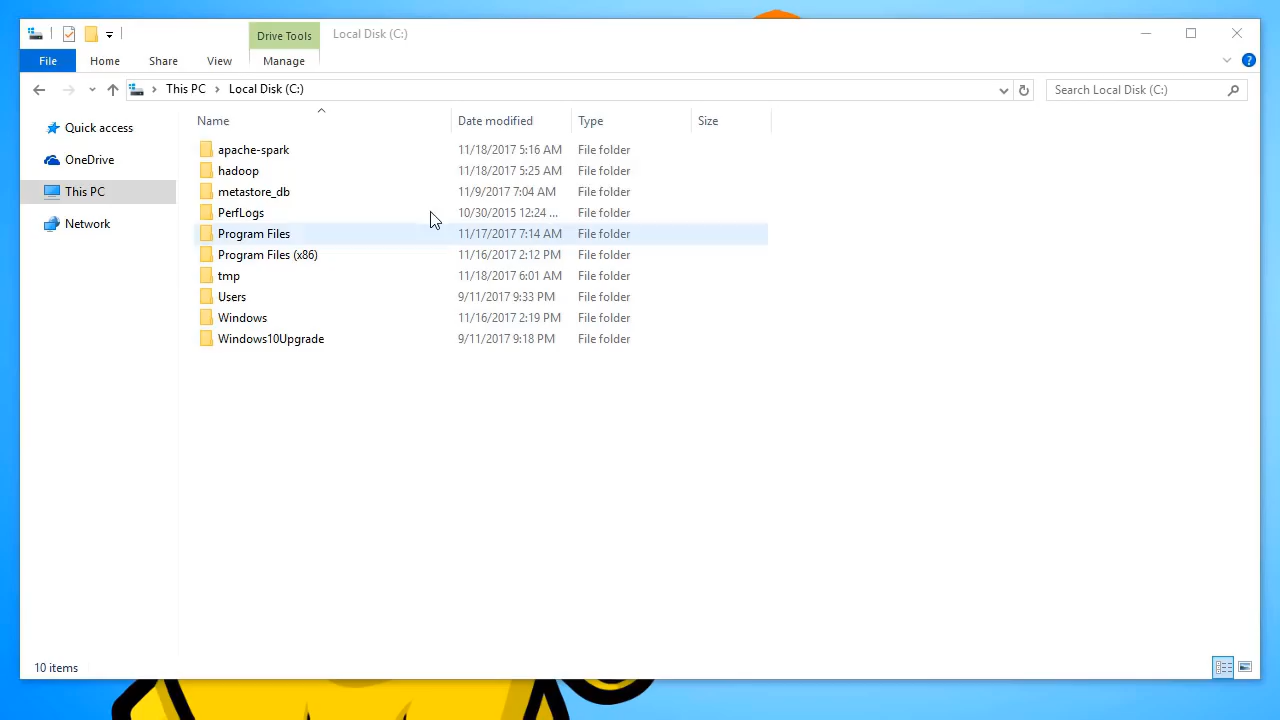 Drive Tools Local Disk (C:)
File Home Share View Manage
This PC Local Disk (C:) Search Local Disk (C:)
Name Date modified Type Size
Quick access
OneDrive
This PC
Network
apache-spark 11/18/2017 5:16 AM File folder
hadoop 11/18/2017 5:25 AM File folder
metastore_db 11/9/2017 7:04 AM File folder
PerfLogs 10/30/2015 12:24 ... File folder
Program Files 11/17/2017 7:14 AM File folder
Program Files (x86) 11/16/2017 2:12 PM File folder
tmp 11/18/2017 6:01 AM File folder
Users 9/11/2017 9:33 PM File folder
Windows 11/16/2017 2:19 PM File folder
Windows10Upgrade 9/11/2017 9:18 PM File folder
10 items